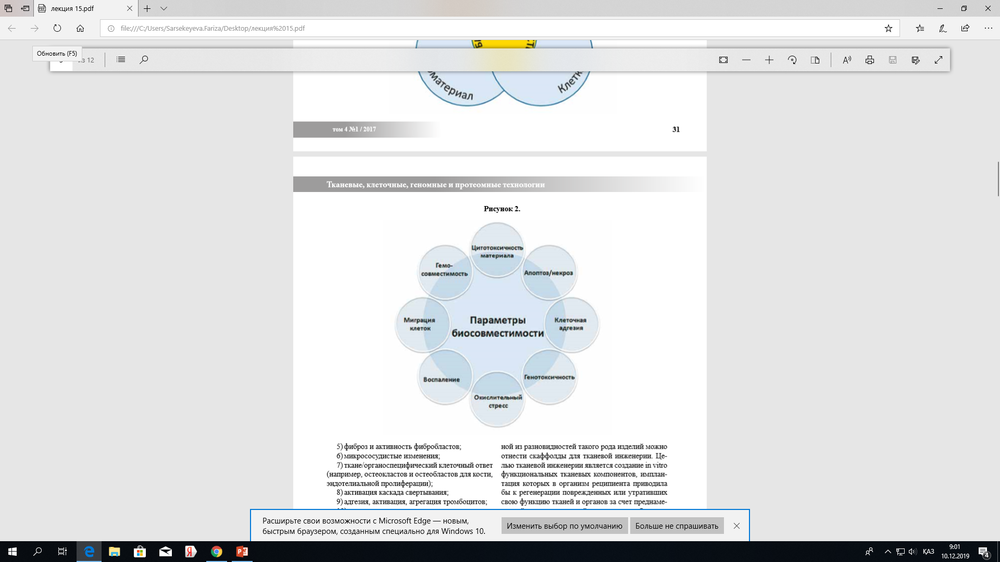 лекция 15.pdf
file:///C:/Users/Sarsekeyeva.Fariza/Desktop/лекция%2015.pdf
Обновить (F5)
из 12
Клетк
том 4 №1 / 2017
31
Тканевые, клеточные, геномные и протеомные технологии
Рисунок 2.
Цитотоксичность
материала
Гемо-
совместимость
Апоптоз/некроз
Миграция
клеток
Параметры
биосовместимости
Клеточная
адгезия
Воспаление
Генотоксичность
Окислительный
стресс
5) фиброз и активность фибробластов;
6) микрососудистые изменения;
7) ткане/органоспецифический клеточный ответ
(например, остеокластов и остеобластов для кости,
эндотелиальной пролиферации);
8) активация каскада свертывания;
9) адгезия, активация, агрегация тромбоцитов;
ной из разновидностей такого рода изделий можно
отнести скаффолды для тканевой инженерии. Це-
лью тканевой инженерии является создание in vitro
функциональных тканевых компонентов, имплан-
тация которых в организм реципиента приводила
бы к регенерации поврежденных или утративших
свою функцию тканей и органов за счет преднаме-
Расширьте свои возможности с Microsoft Edge — новым,
быстрым браузером, созданным специально для Windows 10.
Изменить выбор по умолчанию
Больше не спрашивать
ҚАЗ
9:01
10.12.2019
4